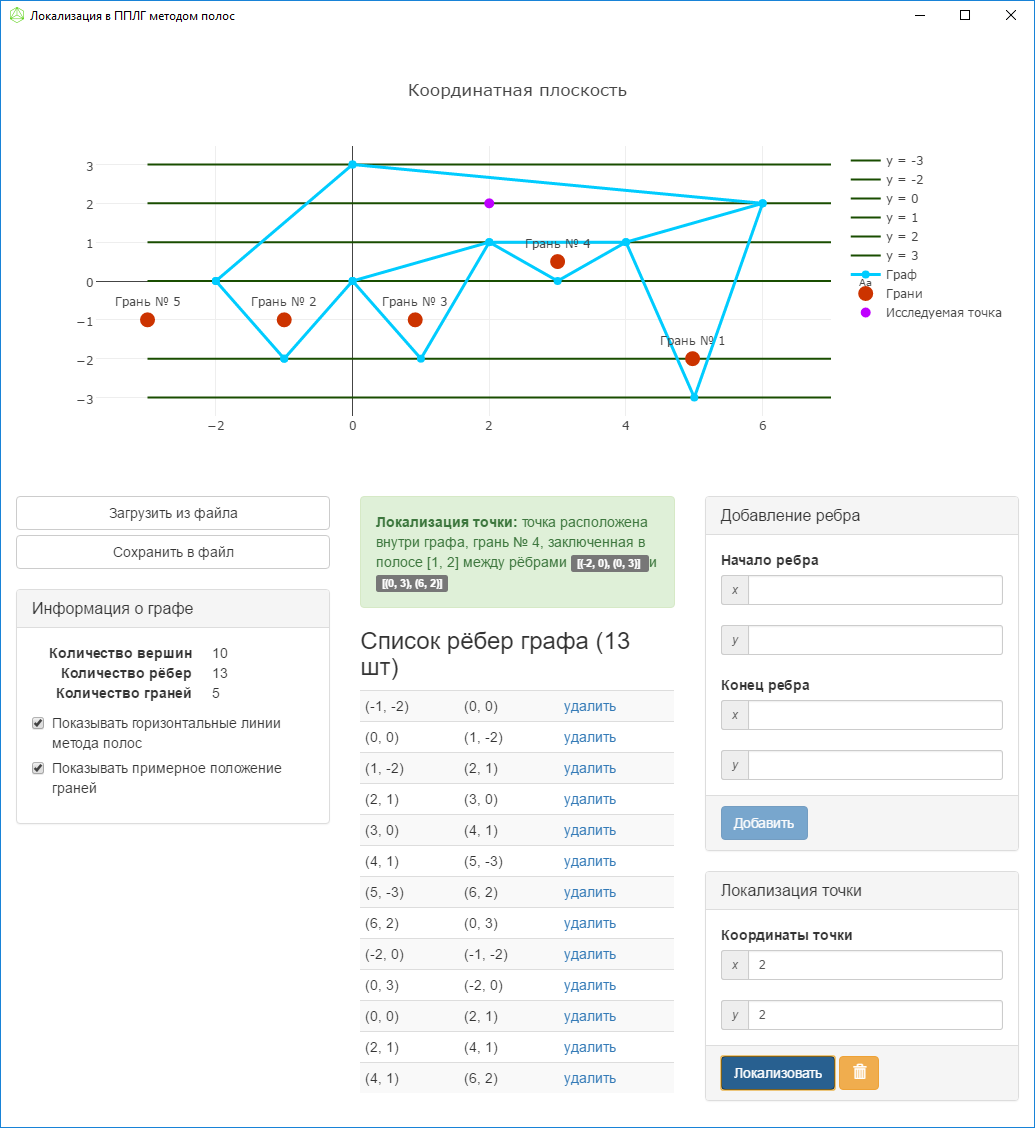 Локализация в ППЛГ методом полос
Координатная плоскость
3
2
1
0
−1
−2
−3
−2
0
2
4
6
Грань № 4
Грань № 5
Грань № 2
Грань № 3
Грань № 1
y = -3
y = -2
y = 0
y = 1
y = 2
y = 3
Граф
Aa
Грани
Исследуемая точка
Загрузить из файла
Сохранить в файл
Информация о графе
Количество вершин 10
Количество рёбер 13
Количество граней 5
Показывать горизонтальные линии
метода полос
Показывать примерное положение
граней
Локализация точки: точка расположена
внутри графа, грань № 4, заключенная в
полосе [1, 2] между рёбрами [(-2, 0), (0, 3)] и
[(0, 3), (6, 2)]
Список рёбер графа (13
шт)
(-1, -2) (0, 0) удалить
(0, 0) (1, -2) удалить
(1, -2) (2, 1) удалить
(2, 1) (3, 0) удалить
(3, 0) (4, 1) удалить
(4, 1) (5, -3) удалить
(5, -3) (6, 2) удалить
(6, 2) (0, 3) удалить
(-2, 0) (-1, -2) удалить
(0, 3) (-2, 0) удалить
(0, 0) (2, 1) удалить
(2, 1) (4, 1) удалить
(4, 1) (6, 2) удалить
Добавление ребра
Начало ребра
x
y
Конец ребра
x
y
Добавить
Локализация точки
Координаты точки
x 2
y 2
Локализовать